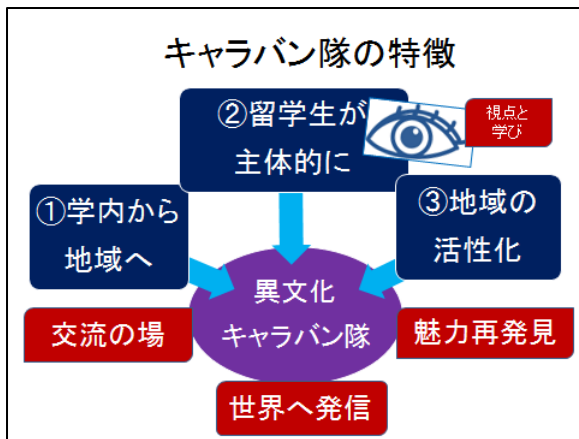 キャラバン隊の特徴
②留学生が
主体的に
視点と
学び
①学内から
地域へ
③地域の
活性化
異文化
キャラバン隊
交流の場
魅力再発見
世界へ発信